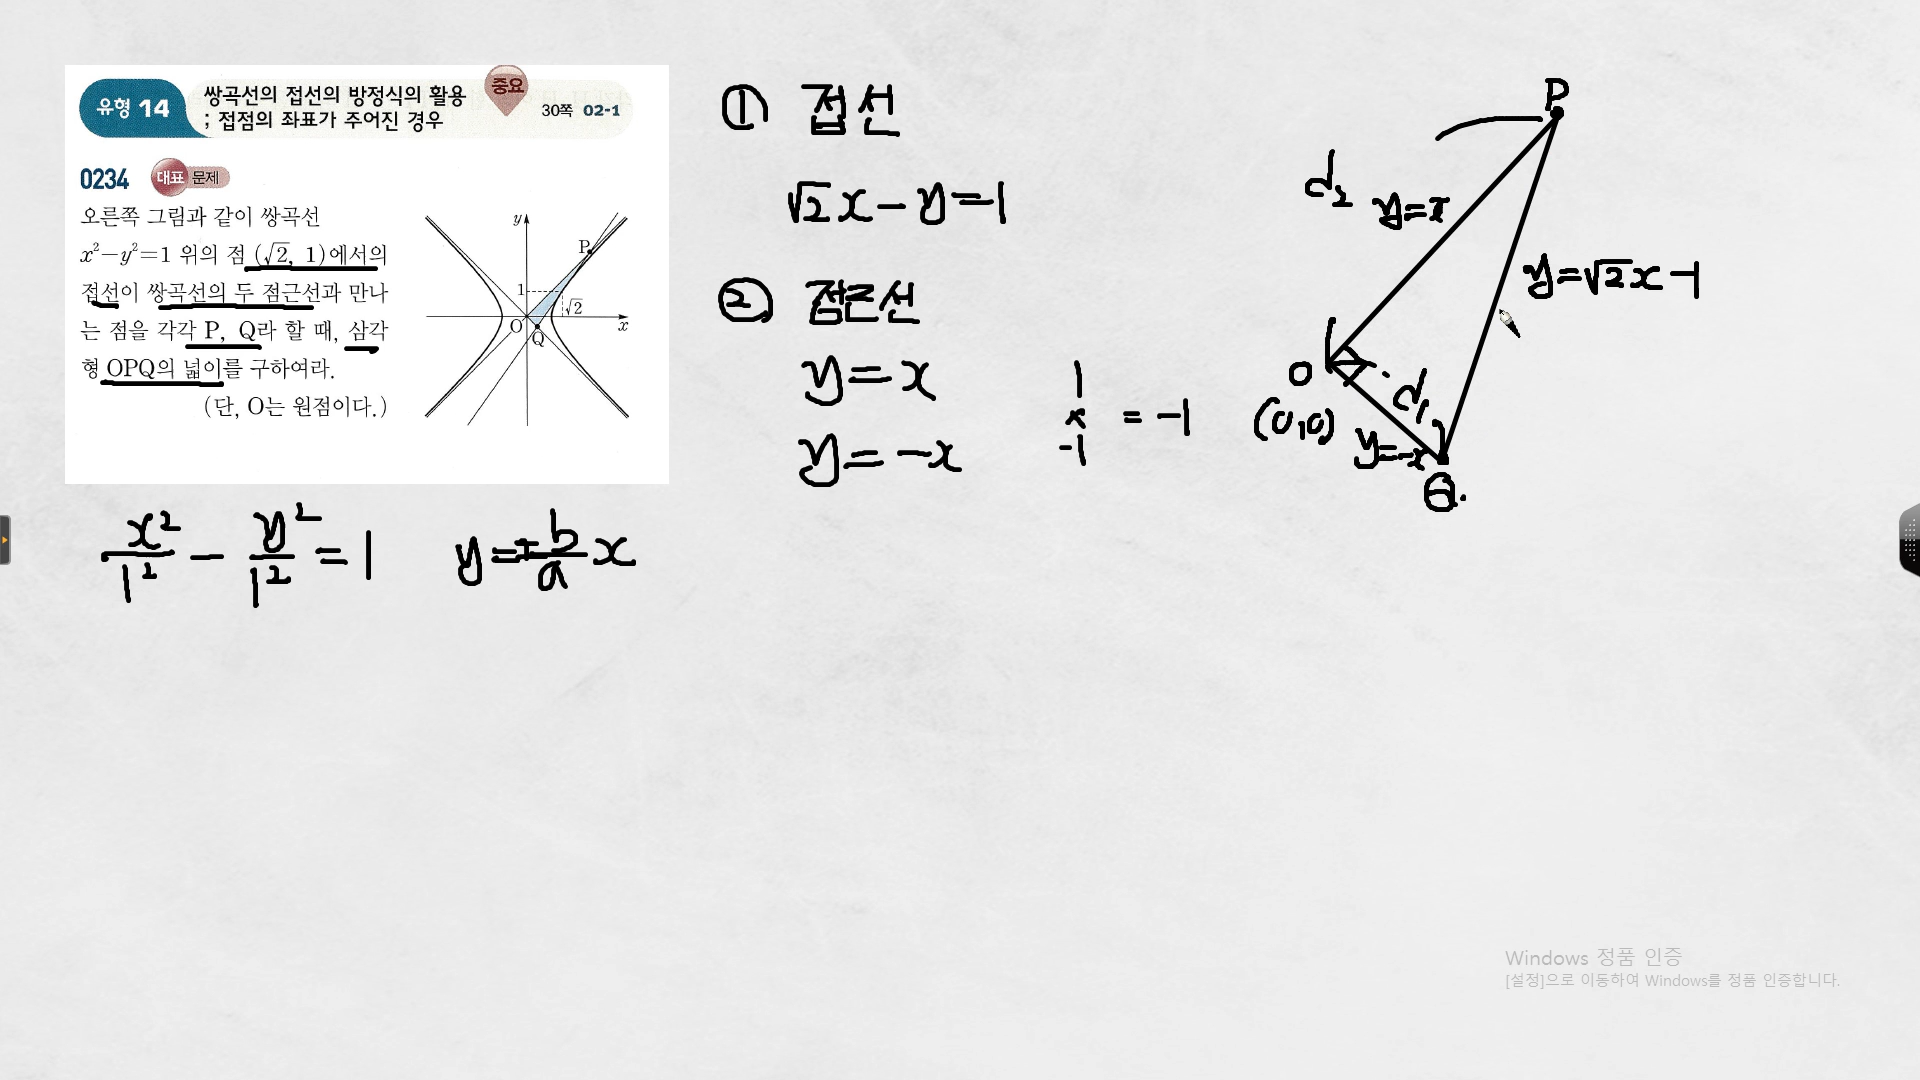 유형 14
쌍곡선의 접선의 방정식의 활용
; 접점의 좌표가 주어진 경우
중요
30쪽 02-1
0234 대표 문제
오른쪽 그림과 같이 쌍곡선
x²−y²=1 위의 점 (√2, 1)에서의
접선이 쌍곡선의 두 점근선과 만나
는 점을 각각 P, Q라 할 때, 삼각
형 OPQ의 넓이를 구하여라.
(단, O는 원점이다.)
y
P
1
√2
O
x
Q
x²/1² − y²/1² = 1
y=±b/a x
① 접선
√2x−y=1
② 점근선
y=x
y=−x
1
×
-1
= -1
P
d₂
y=x
y=√2x−1
O
(0,0)
d₁
y=-x
Q.
Windows 정품 인증
[설정]으로 이동하여 Windows를 정품 인증합니다.